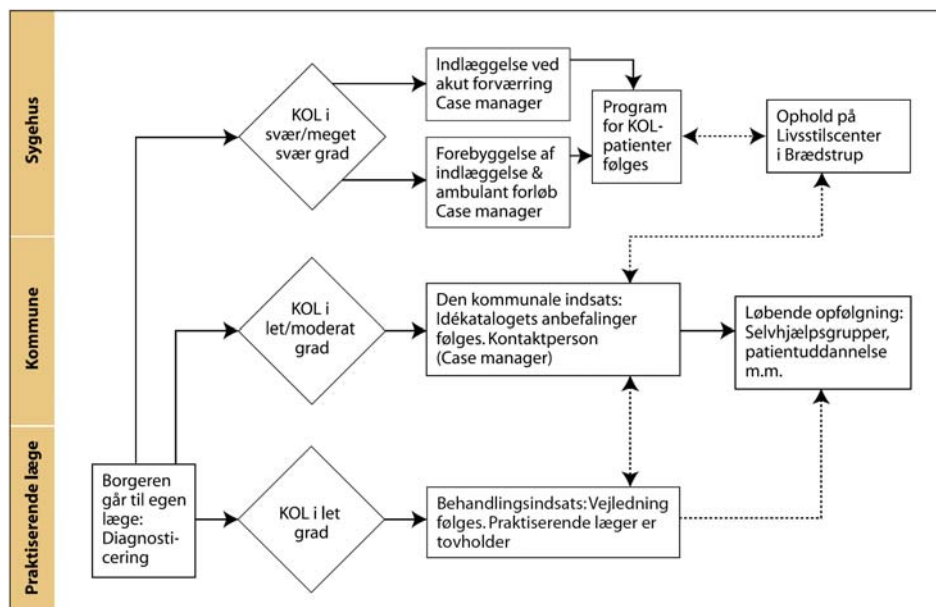 Sygehus
KOL i
svær/meget
svær grad
Indlæggelse ved
akut forværring
Case manager
Forebyggelse af
indlæggelse &
ambulant forløb
Case manager
Program
for KOL-
patienter
følges
Ophold på
Livsstilscenter
i Brædstrup
Kommune
KOL i
let/moderat
grad
Den kommunale indsats:
Idékatalogets anbefalinger
følges. Kontaktperson
(Case manager)
Løbende opfølgning:
Selvhjælpsgrupper,
patientuddannelse
m.m.
Praktiserende læge
Borgeren
går til egen
læge:
Diagnosti-
cering
KOL i let
grad
Behandlingsindsats: Vejledning
følges. Praktiserende læger er
tovholder